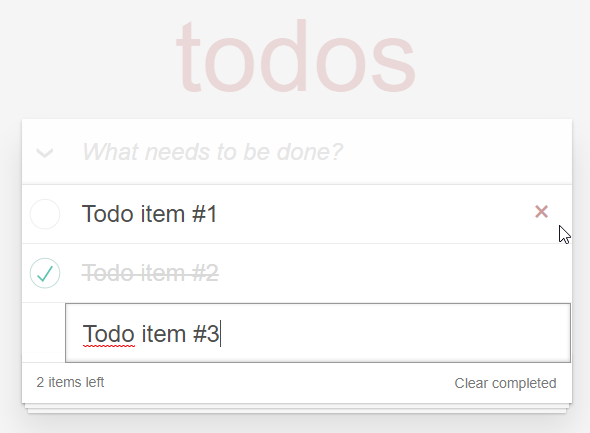 todos
What needs to be done?
Todo item #1
Todo item #2
Todo item #3
2 items left Clear completed